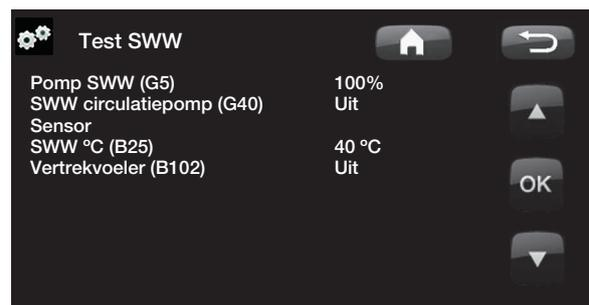 Test SWW
Pomp SWW (G5) 100%
SWW circulatiepomp (G40) Uit
Sensor
SWW ºC (B25) 40 ºC
Vertrekvoeler (B102) Uit
OK